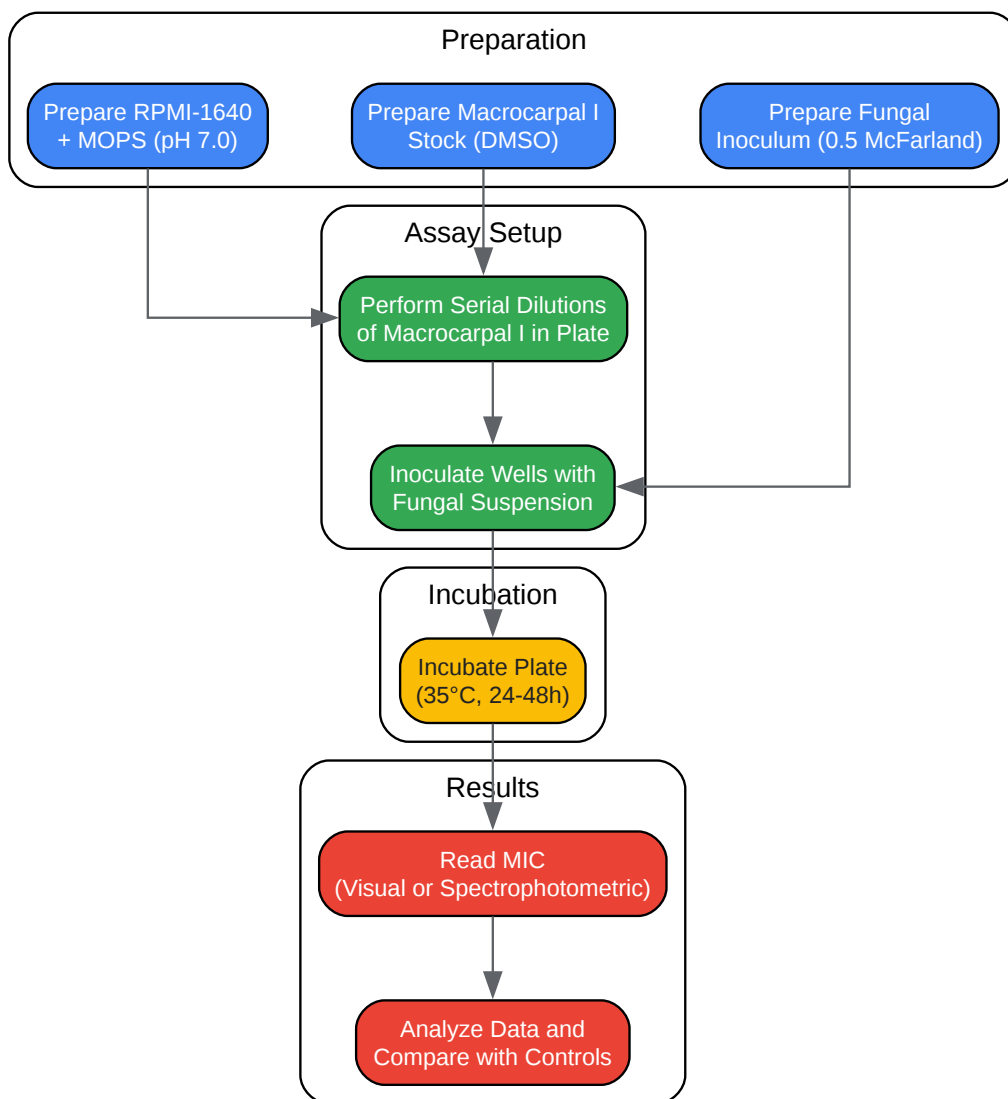 Preparation
Prepare RPMI-1640
+ MOPS (pH 7.0)
Prepare Macrocarpal I
Stock (DMSO)
Prepare Fungal
Inoculum (0.5 McFarland)
Assay Setup
Perform Serial Dilutions
of Macrocarpal I in Plate
Inoculate Wells with
Fungal Suspension
Incubation
Incubate Plate
(35°C, 24-48h)
Results
Read MIC
(Visual or Spectrophotometric)
Analyze Data and
Compare with Controls